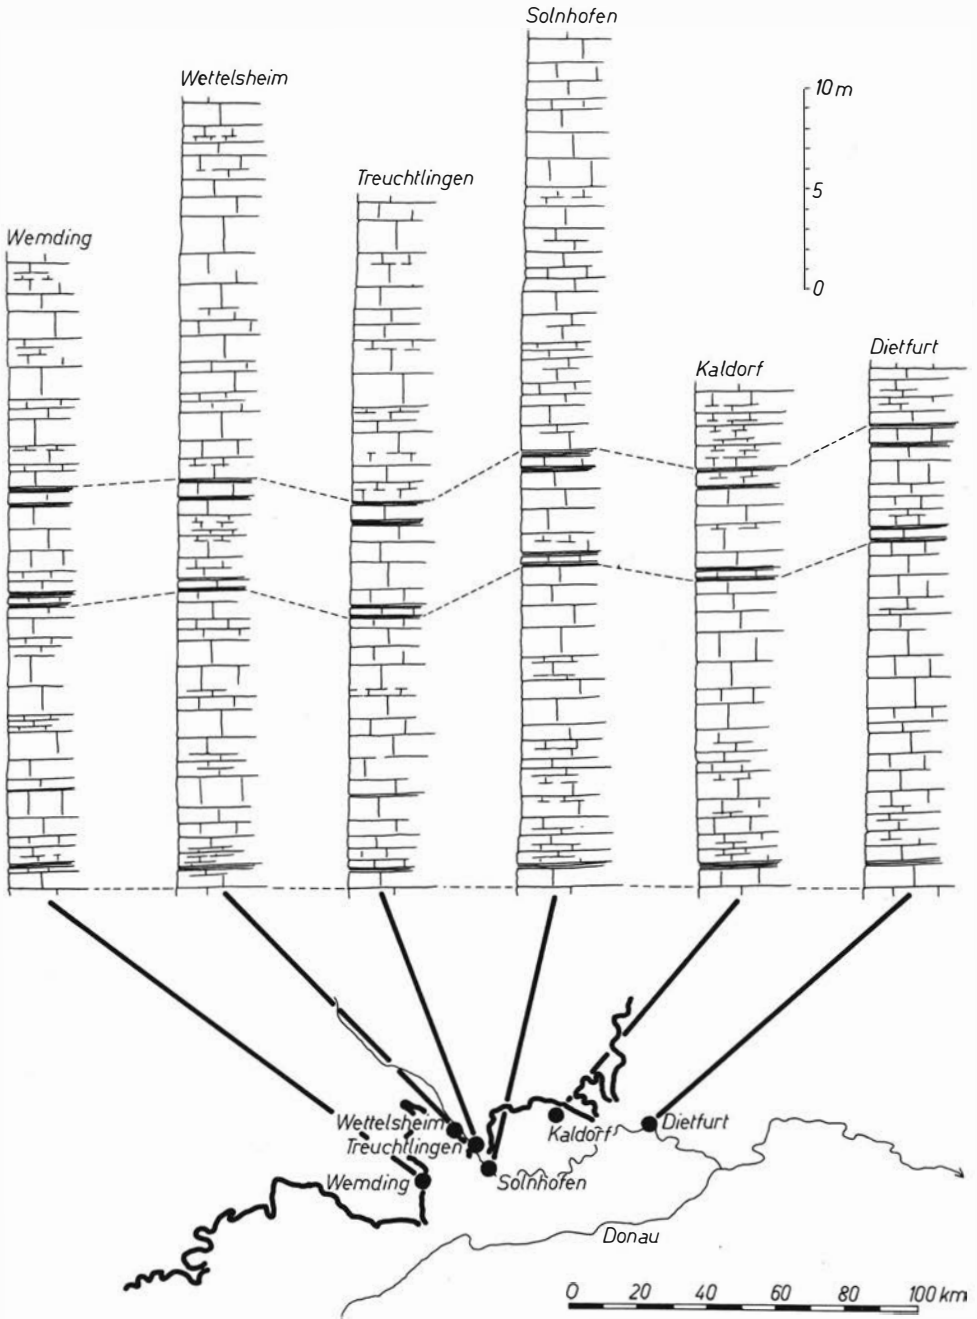 Solnhofen
Wettelsheim
10 m
Treuchtlingen
5
Wemding
0
Dietfurt
Kaldorf
Wettelsheim
Dietfurt
Kaldorf
Treuchtlingen
Wemding
Solnhofen
Donau
0 20 40 60 80 100 km